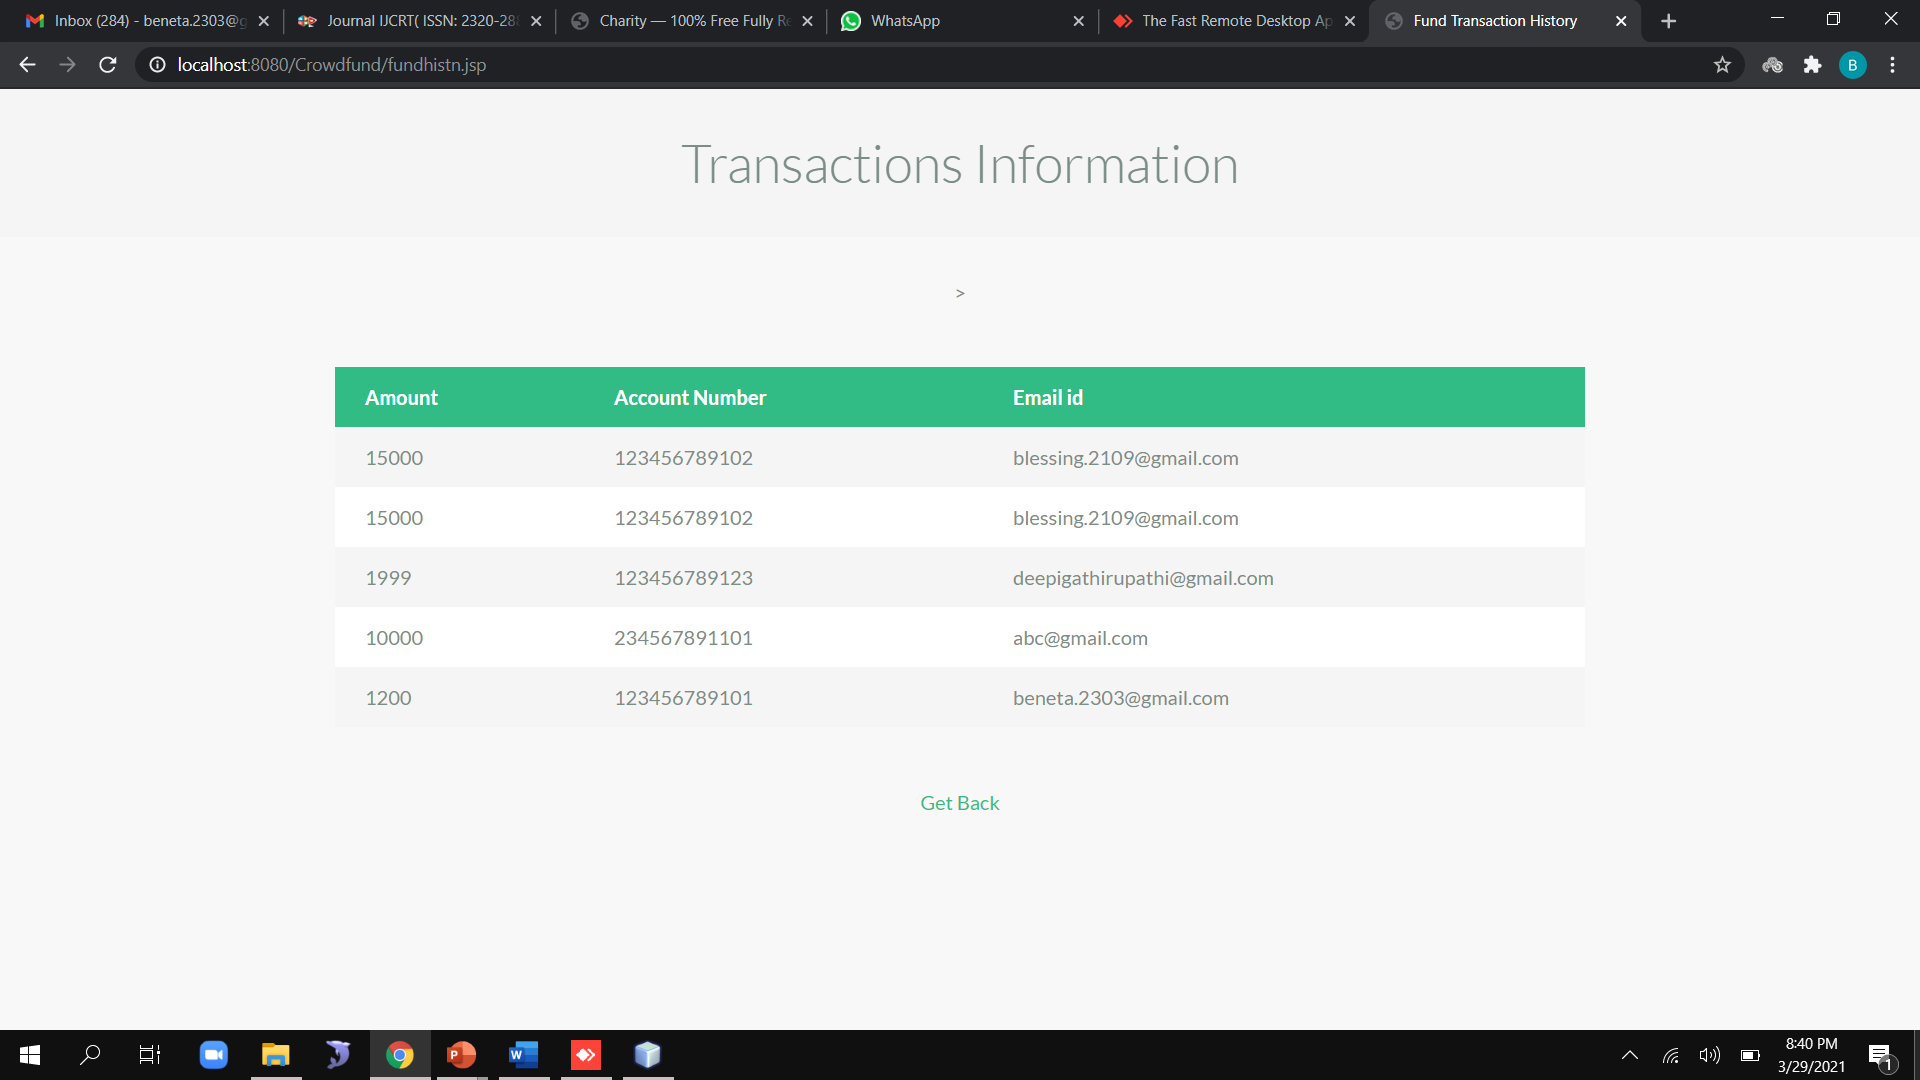 Inbox (284) - beneta.2303@g
Journal IJCRT( ISSN: 2320-288
Charity — 100% Free Fully Re
WhatsApp
The Fast Remote Desktop Ap
Fund Transaction History
localhost:8080/Crowdfund/fundhistn.jsp
B
Transactions Information
>
Amount Account Number Email id
15000 123456789102 blessing.2109@gmail.com
15000 123456789102 blessing.2109@gmail.com
1999 123456789123 deepigathirupathi@gmail.com
10000 234567891101 abc@gmail.com
1200 123456789101 beneta.2303@gmail.com
Get Back
8:40 PM
3/29/2021
1